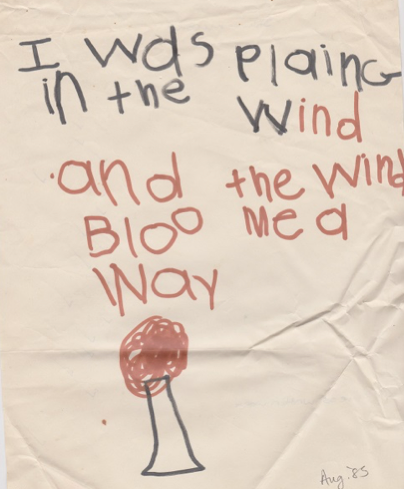 I was plaing
in the wind
and the wind
Bloo me a
way
Aug. '85